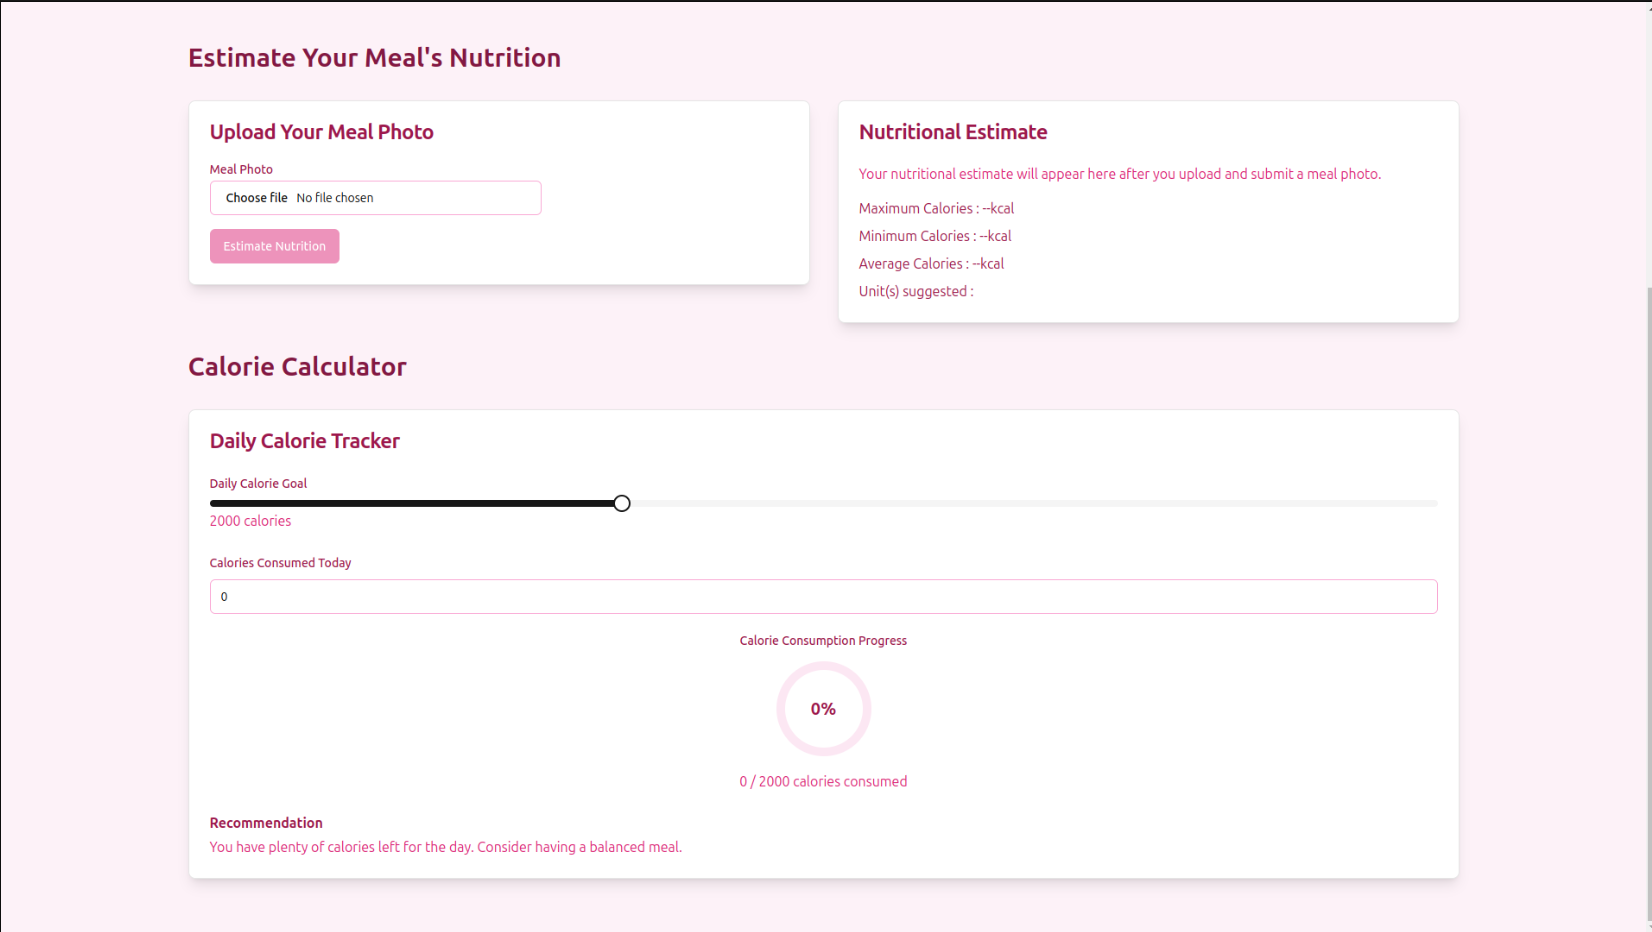 Estimate Your Meal's Nutrition
Upload Your Meal Photo
Meal Photo
Choose file No file chosen
Estimate Nutrition
Nutritional Estimate
Your nutritional estimate will appear here after you upload and submit a meal photo.
Maximum Calories : --kcal
Minimum Calories : --kcal
Average Calories : --kcal
Unit(s) suggested :
Calorie Calculator
Daily Calorie Tracker
Daily Calorie Goal
2000 calories
Calories Consumed Today
0
Calorie Consumption Progress
0%
0 / 2000 calories consumed
Recommendation
You have plenty of calories left for the day. Consider having a balanced meal.